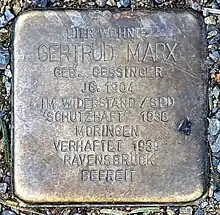 HIER WOHNTE
GERTRUD MARX
GEB. GESSINGER
JG. 1904
IM WIDERSTAND / SPD
"SCHUTZHAFT" 1936
MORINGEN
VERHAFTET 1939
RAVENSBRÜCK
BEFREIT